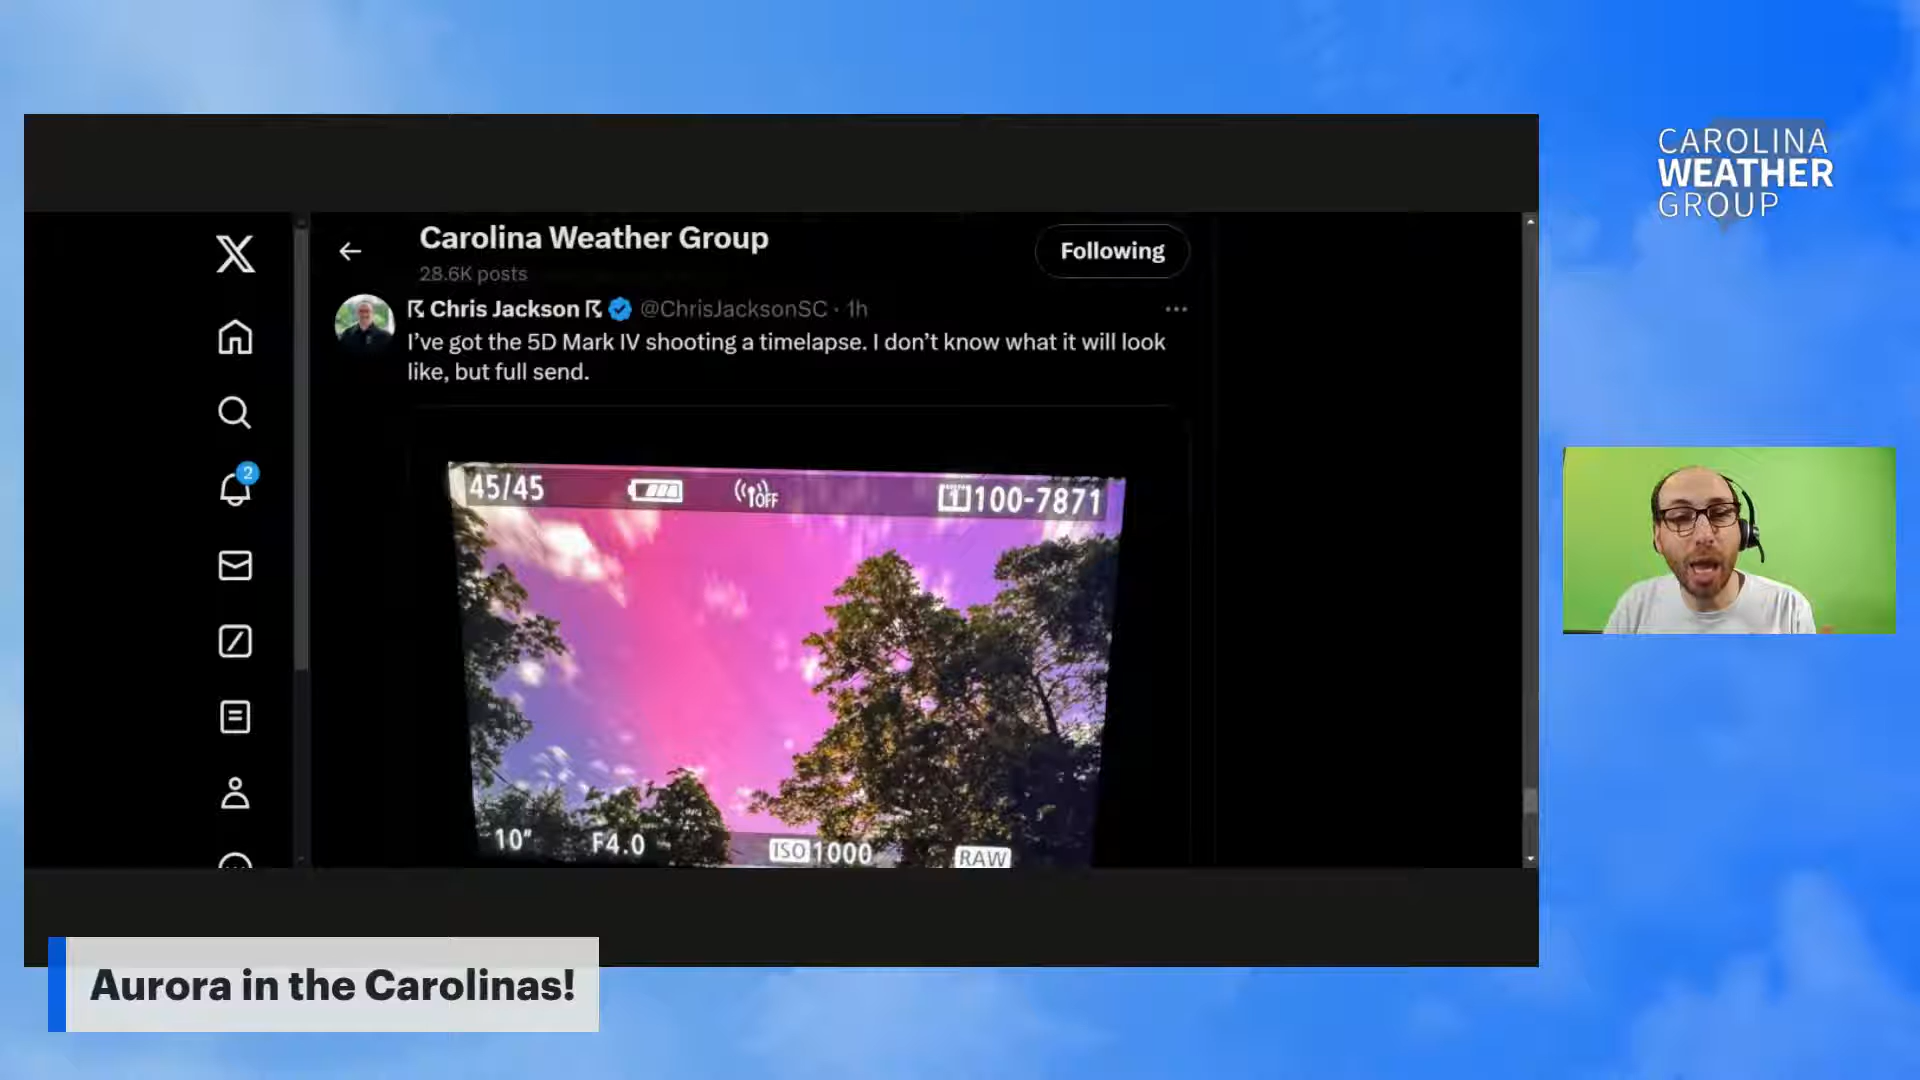 CAROLINA
WEATHER
GROUP
Carolina Weather Group
28.6K posts
Following
Chris Jackson @ChrisJacksonSC · 1h
I’ve got the 5D Mark IV shooting a timelapse. I don’t know what it will look
like, but full send.
2
45/45
OFF
1 100-7871
10"
F4.0
ISO 1000
RAW
Aurora in the Carolinas!